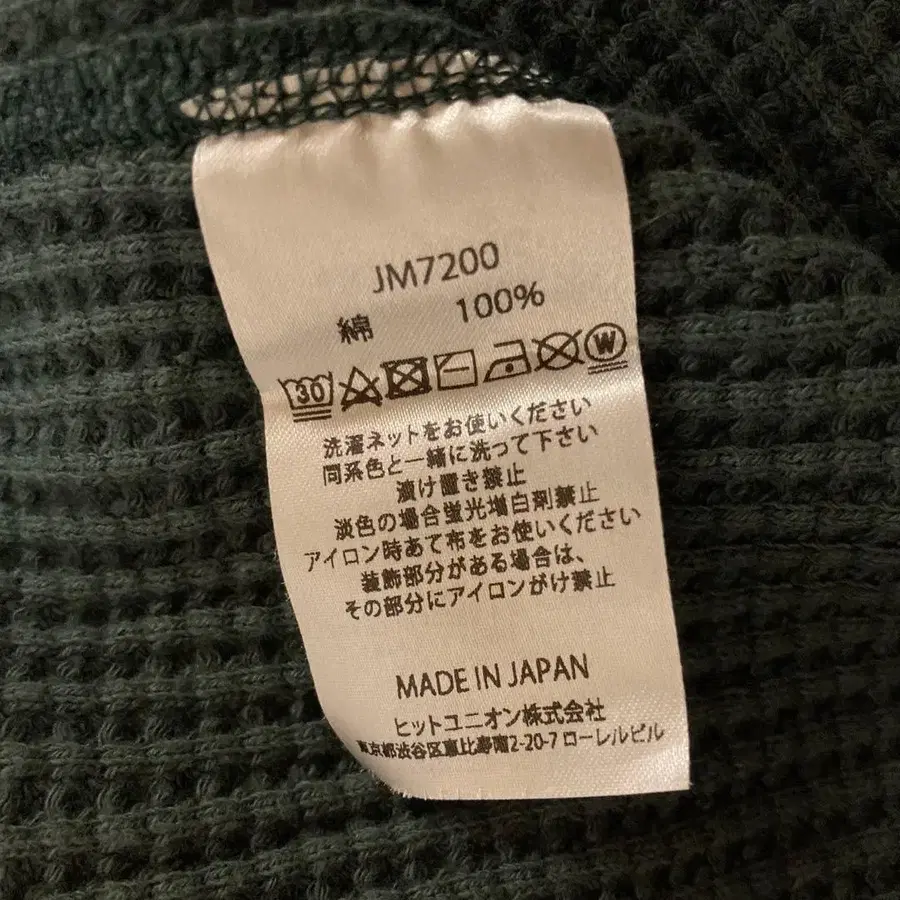 JM7200
綿 100%
30 W
洗濯ネットをお使いください
同系色と一緒に洗って下さい
漬け置き禁止
淡色の場合蛍光増白剤禁止
アイロン時あて布をお使いください
装飾部分がある場合は、
その部分にアイロンがけ禁止
MADE IN JAPAN
ヒットユニオン株式会社
東京都渋谷区恵比寿南2-20-7 ローレルビル